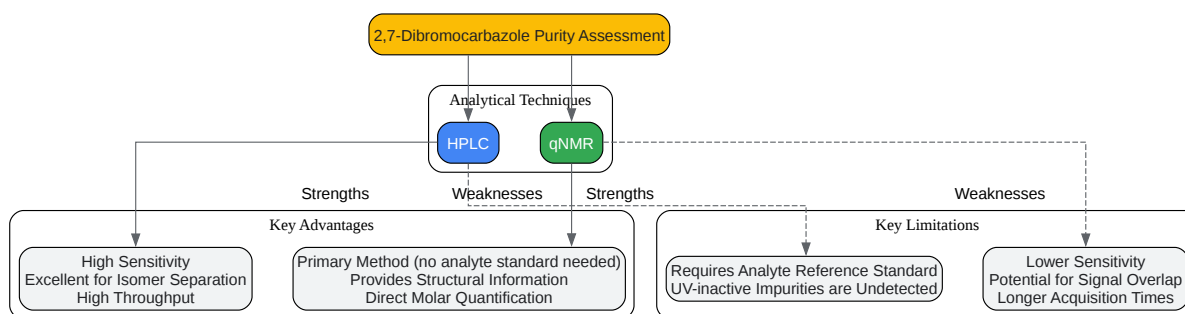 2,7-Dibromocarbazole Purity Assessment
Analytical Techniques
HPLC
qNMR
Strengths
Weaknesses
Strengths
Weaknesses
Key Advantages
Key Limitations
High Sensitivity
Excellent for Isomer Separation
High Throughput
Primary Method (no analyte standard needed)
Provides Structural Information
Direct Molar Quantification
Requires Analyte Reference Standard
UV-inactive Impurities are Undetected
Lower Sensitivity
Potential for Signal Overlap
Longer Acquisition Times